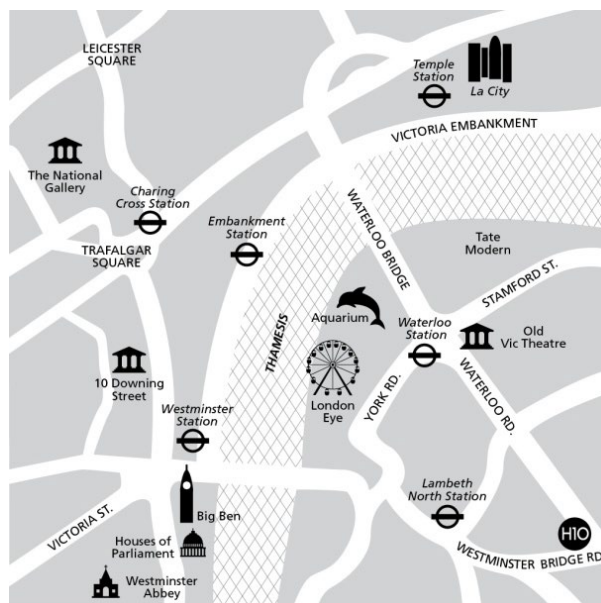 LEICESTER
SQUARE
Temple
Station
La City
VICTORIA EMBANKMENT
The National
Gallery
Charing
Cross Station
Embankment
Station
TRAFALGAR
SQUARE
WATERLOO BRIDGE
Tate
Modern
STAMFORD ST.
Aquarium
THAMESIS
Waterloo
Station
Old
Vic Theatre
10 Downing
Street
London
Eye
YORK RD.
WATERLOO RD.
Westminster
Station
Lambeth
North Station
VICTORIA ST.
Big Ben
H10
Houses of
Parliament
WESTMINSTER BRIDGE RD
Westminster
Abbey